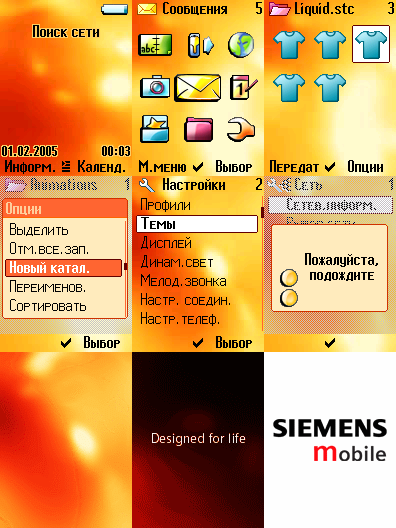 Поиск сети
01.02.2005 00:03
Информ. Календ.
Сообщения 5
abc
1
М.меню Выбор
Liquid.stc 3
Передат Опции
Animations 1
Опции
Выделить
Отм.все.зап.
Новый катал.
Переименов.
Сортировать
Выбор
Настройки 2
Профили
Темы
Дисплей
Динам.свет
Мелод.звонка
Настр. соедин.
Настр.телеф.
Выбор
Сеть 1
Сетев.информ.
Пожалуйста,
подождите
Designed for life
SIEMENS
mobile